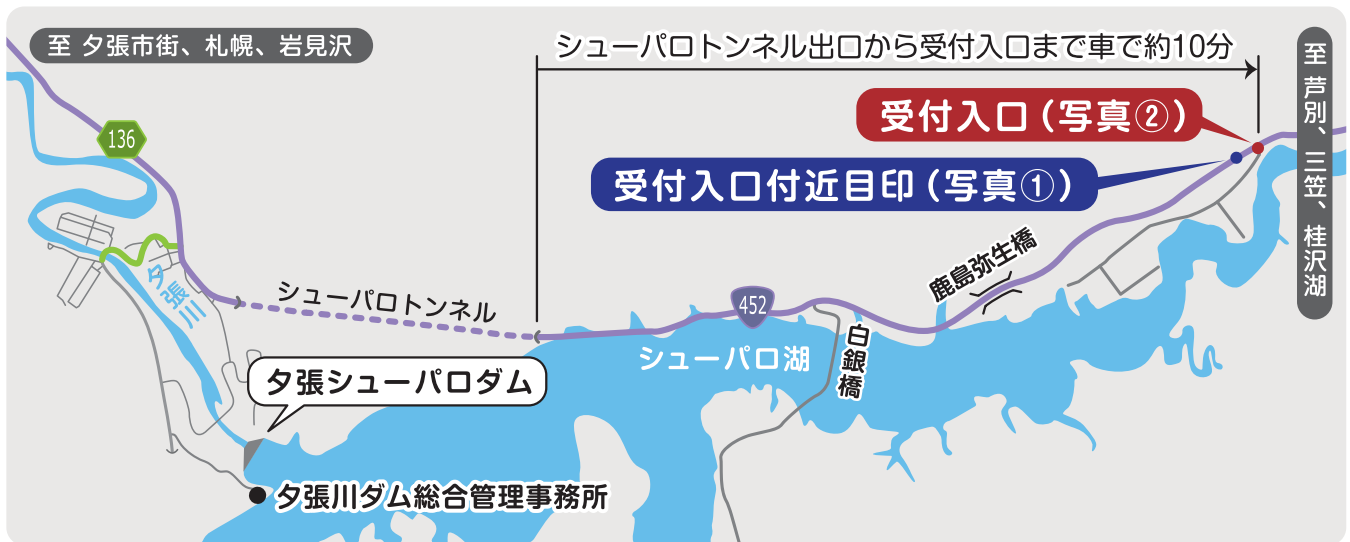 至 夕張市街、札幌、岩見沢
シューパロトンネル出口から受付入口まで車で約10分
至 芦別、三笠、桂沢湖
受付入口（写真②）
136
受付入口付近目印（写真①）
鹿島弥生橋
夕張川
シューパロトンネル
452
シューパロ湖
白銀橋
夕張シューパロダム
夕張川ダム総合管理事務所